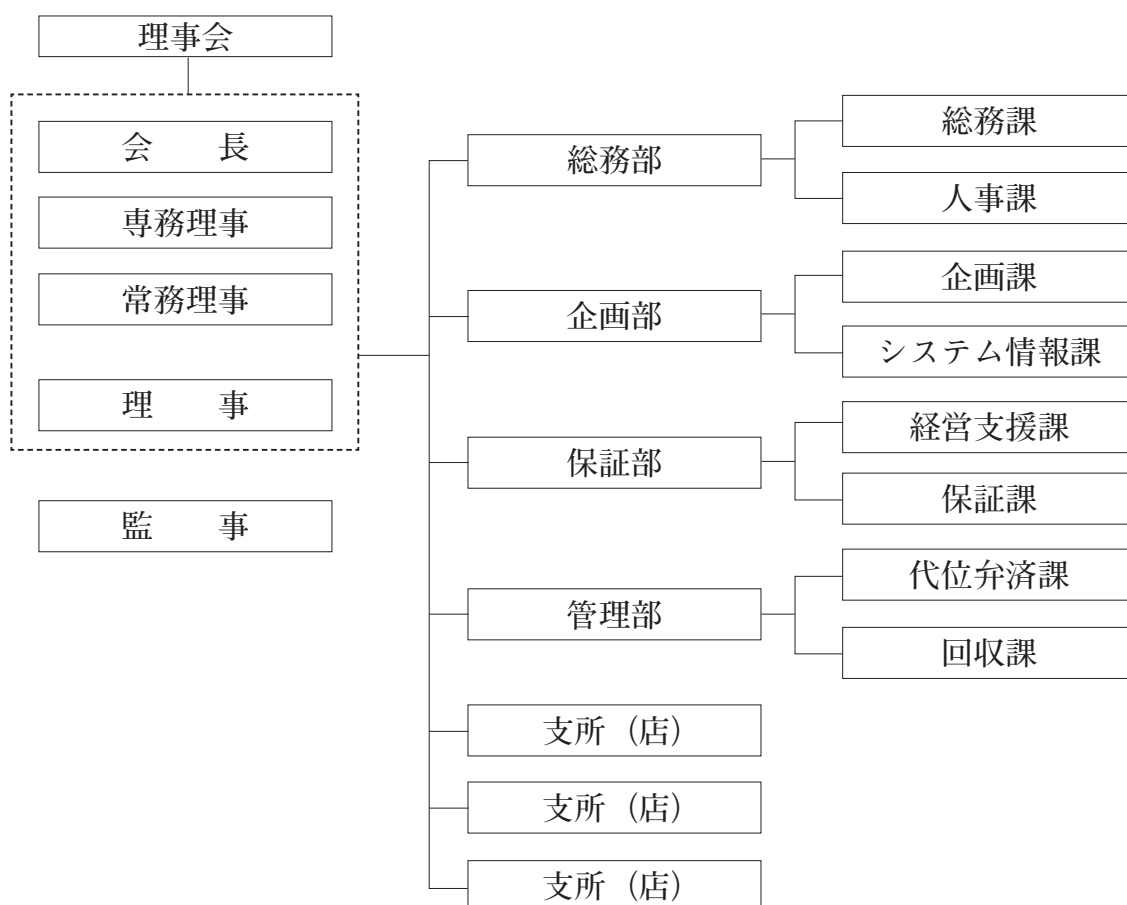 理事会
会　　長
専務理事
常務理事
理　　事
監　　事
総務部
総務課
人事課
企画部
企画課
システム情報課
保証部
経営支援課
保証課
管理部
代位弁済課
回収課
支所（店）
支所（店）
支所（店）